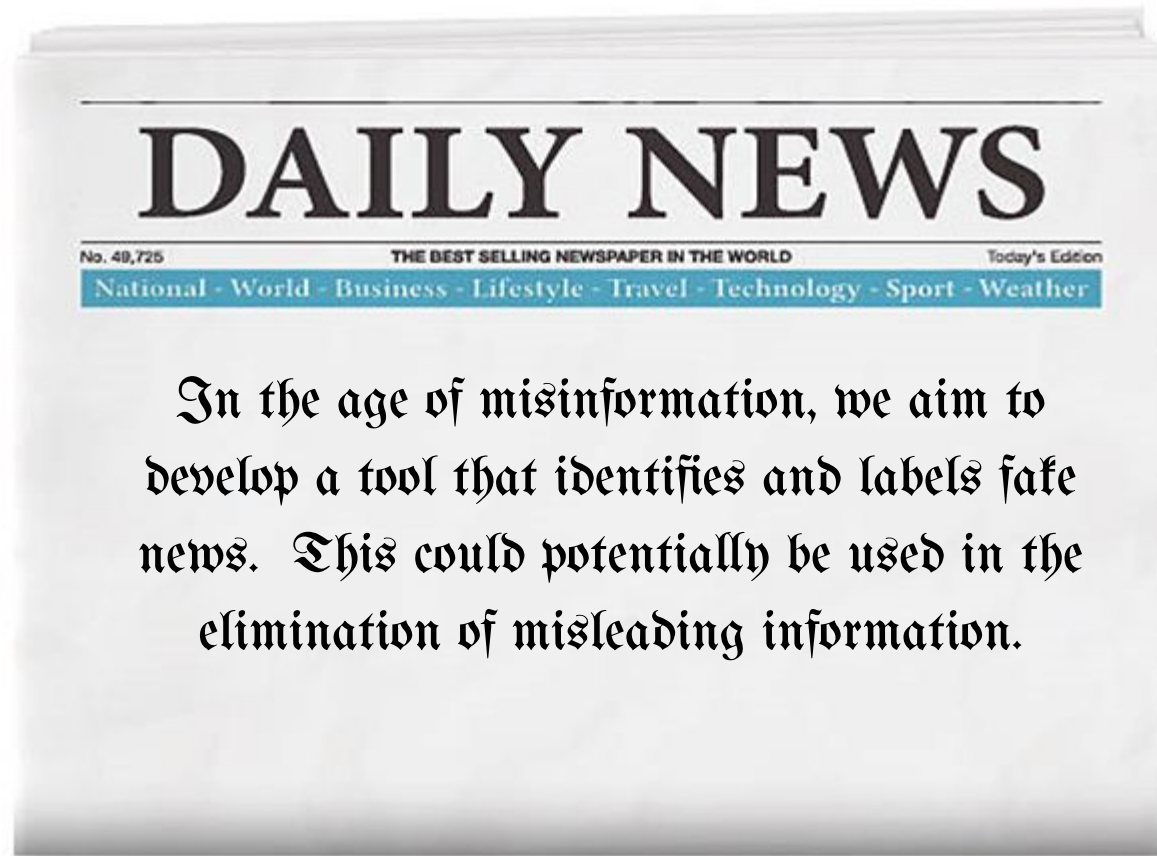 DAILY NEWS
No. 49,725 THE BEST SELLING NEWSPAPER IN THE WORLD Today's Edition
National - World - Business - Lifestyle - Travel - Technology - Sport - Weather
In the age of misinformation, we aim to
develop a tool that identifies and labels fake
news. This could potentially be used in the
elimination of misleading information.